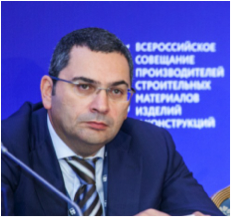 ВСЕРОССИЙСКОЕ
СОВЕЩАНИЕ
ПРОИЗВОДИТЕЛЕЙ
СТРОИТЕЛЬНЫХ
МАТЕРИАЛОВ
ИЗДЕЛИЙ
КОНСТРУКЦИЙ